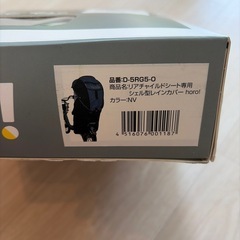 品番:D-5RG5-O
商品名:リアチャイルドシート専用
シェル型レインカバー horo!
カラー:NV
4 516076 001187
!